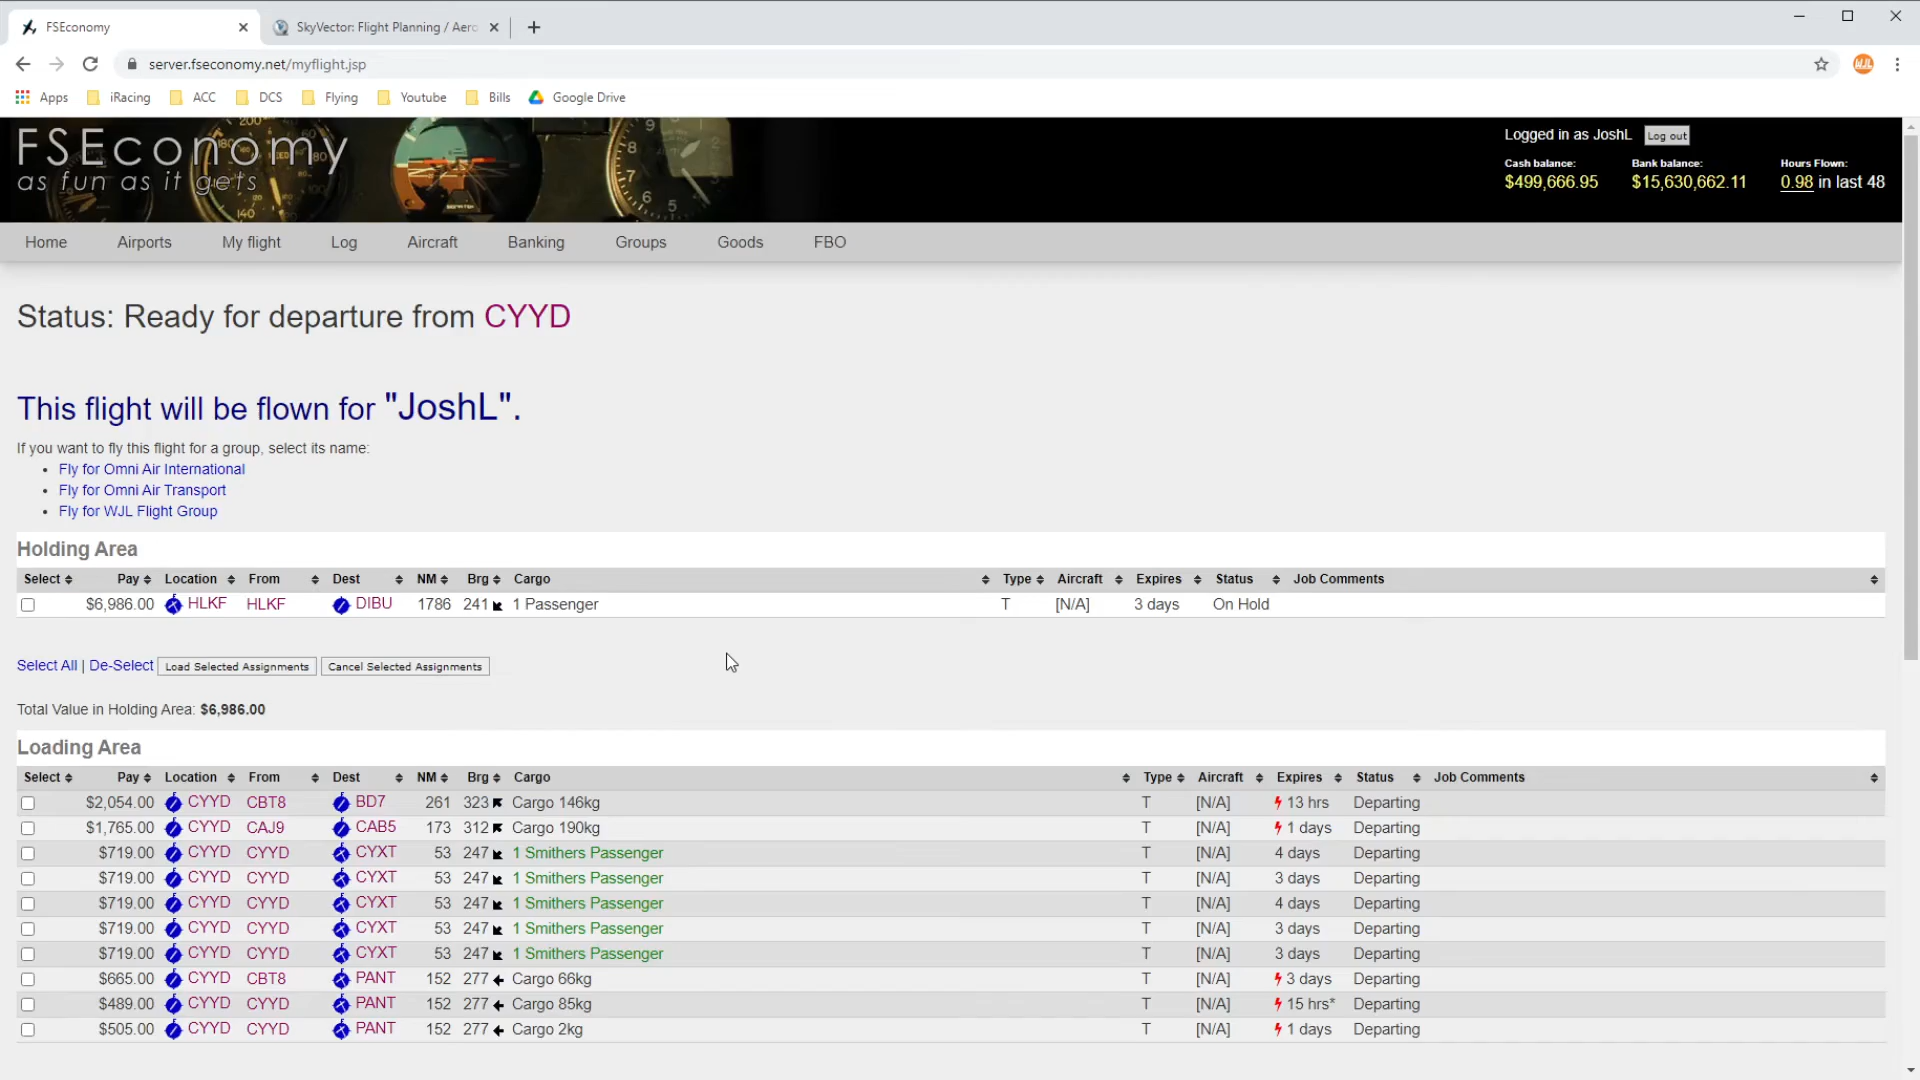 FSEconomy
SkyVector: Flight Planning / Aero
server.fseconomy.net/myflight.jsp
WJL
Apps iRacing ACC DCS Flying Youtube Bills Google Drive
FSEconomy
as fun as it gets
Logged in as JoshL Log out
Cash balance: Bank balance: Hours Flown:
$499,666.95 $15,630,662.11 0.98 in last 48
Home Airports My flight Log Aircraft Banking Groups Goods FBO
Status: Ready for departure from CYYD
This flight will be flown for "JoshL".
If you want to fly this flight for a group, select its name:
• Fly for Omni Air International
• Fly for Omni Air Transport
• Fly for WJL Flight Group
Holding Area
Select Pay Location From Dest NM Brg Cargo Type Aircraft Expires Status Job Comments
$6,986.00 HLKF HLKF DIBU 1786 241 1 Passenger T [N/A] 3 days On Hold
Select All | De-Select Load Selected Assignments Cancel Selected Assignments
Total Value in Holding Area: $6,986.00
Loading Area
Select Pay Location From Dest NM Brg Cargo Type Aircraft Expires Status Job Comments
$2,054.00 CYYD CBT8 BD7 261 323 Cargo 146kg T [N/A] 13 hrs Departing
$1,765.00 CYYD CAJ9 CAB5 173 312 Cargo 190kg T [N/A] 1 days Departing
$719.00 CYYD CYYD CYXT 53 247 1 Smithers Passenger T [N/A] 4 days Departing
$719.00 CYYD CYYD CYXT 53 247 1 Smithers Passenger T [N/A] 3 days Departing
$719.00 CYYD CYYD CYXT 53 247 1 Smithers Passenger T [N/A] 4 days Departing
$719.00 CYYD CYYD CYXT 53 247 1 Smithers Passenger T [N/A] 3 days Departing
$719.00 CYYD CYYD CYXT 53 247 1 Smithers Passenger T [N/A] 3 days Departing
$665.00 CYYD CBT8 PANT 152 277 Cargo 66kg T [N/A] 3 days Departing
$489.00 CYYD CYYD PANT 152 277 Cargo 85kg T [N/A] 15 hrs* Departing
$505.00 CYYD CYYD PANT 152 277 Cargo 2kg T [N/A] 1 days Departing